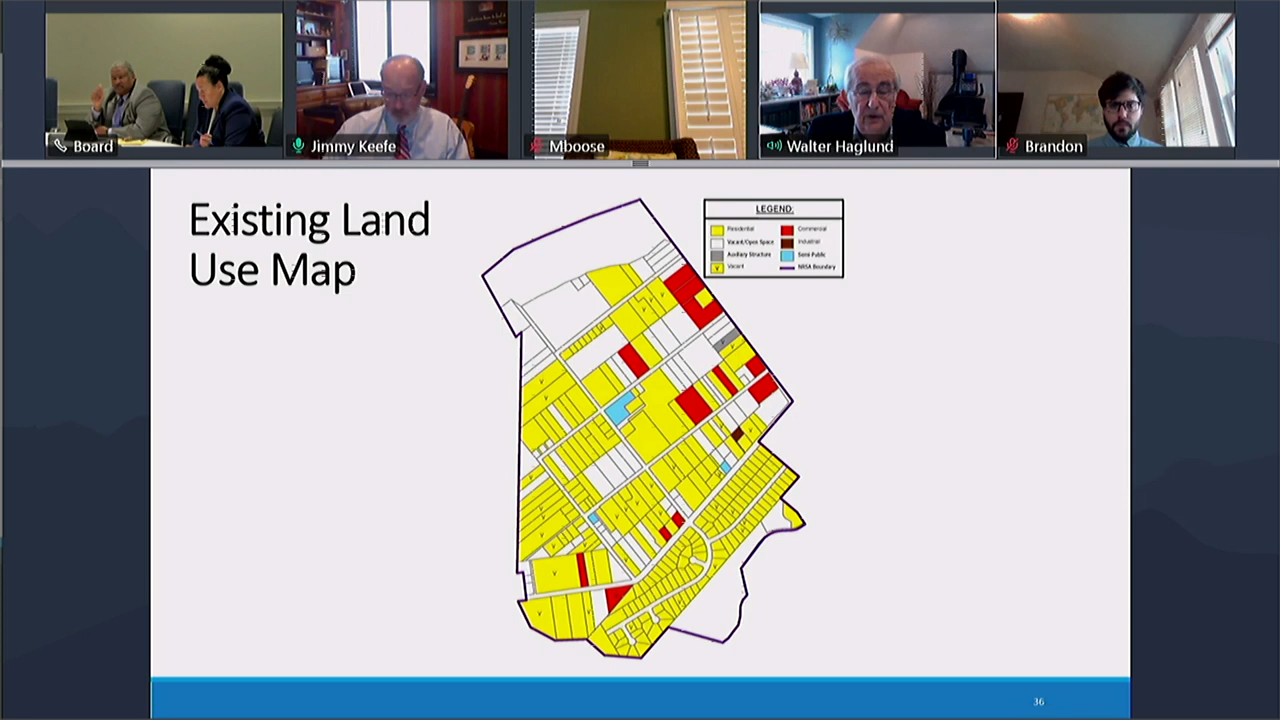 Board
Jimmy Keefe
Mboose
Walter Haglund
Brandon
Existing Land
Use Map
LEGEND:
Residential
Commercial
Vacant/Open Space
Industrial
Auxiliary Structure
Semi-Public
Vacant
NRSA Boundary
36